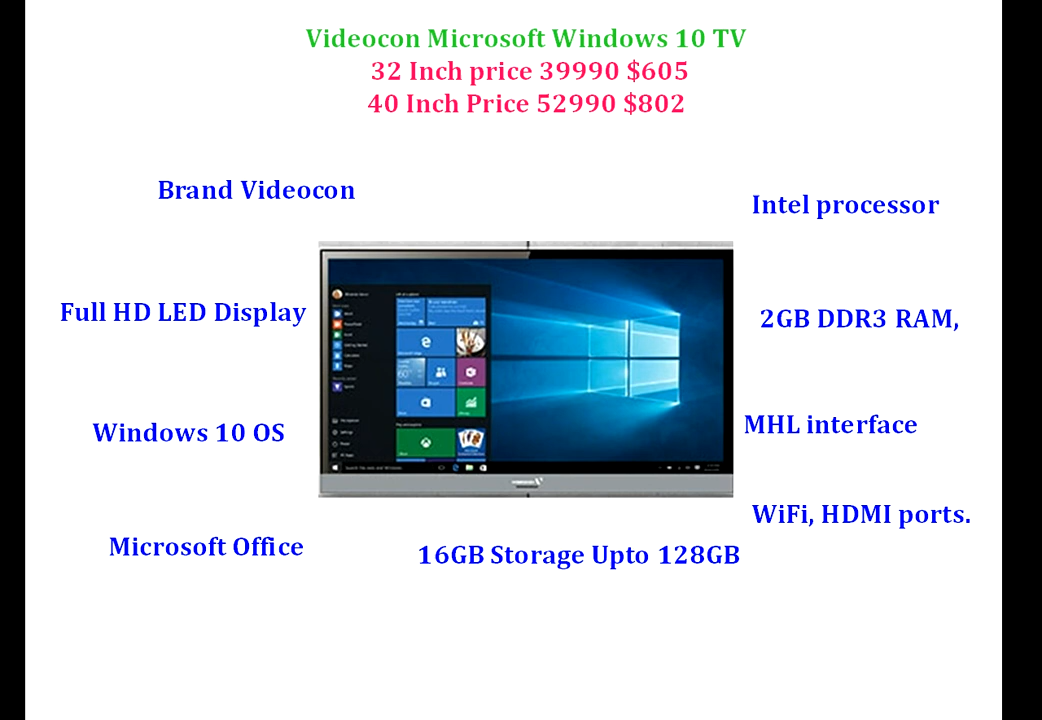 Videocon Microsoft Windows 10 TV
32 Inch price 39990 $605
40 Inch Price 52990 $802
Brand Videocon
Intel processor
Full HD LED Display
2GB DDR3 RAM,
MHL interface
Windows 10 OS
WiFi, HDMI ports.
Microsoft Office
16GB Storage Upto 128GB